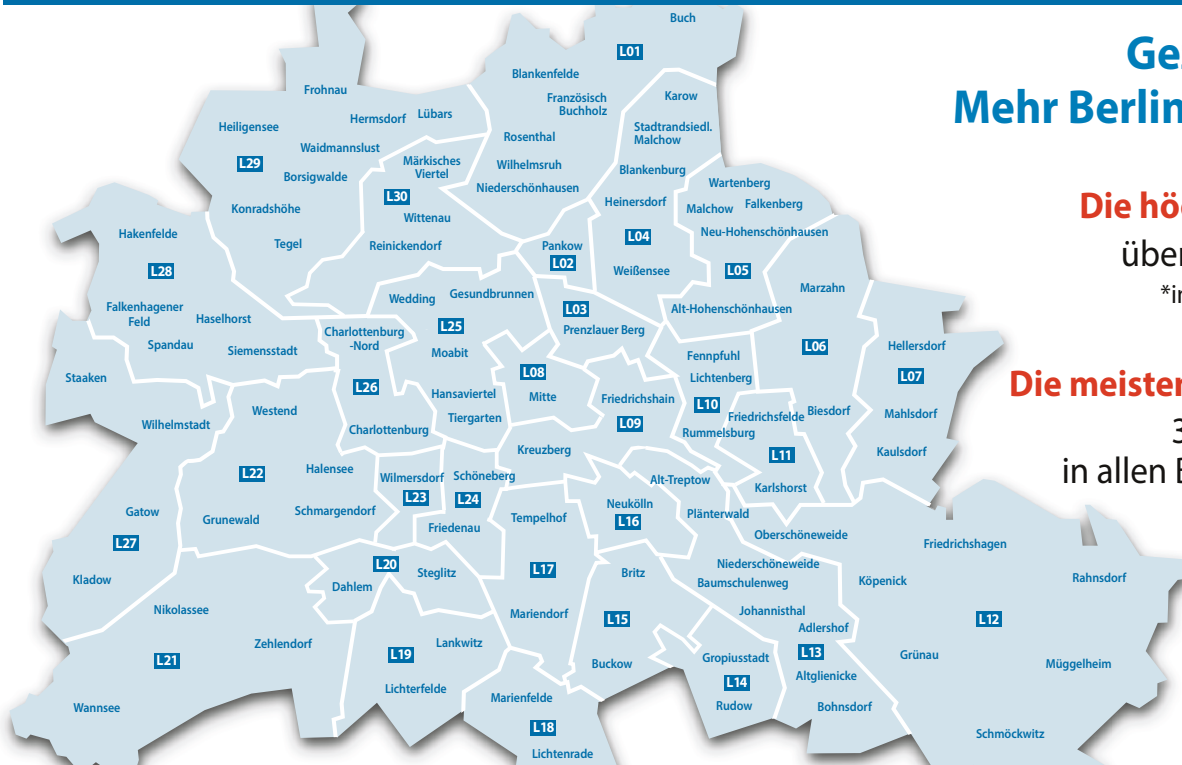 Buch
L01
Blankenfelde
Französisch
Buchholz
Karow
Frohnau
Hermsdorf
Lübars
Heiligensee
Stadtrandsiedl.
Malchow
Rosenthal
Waidmannslust
L29
Märkisches
Viertel
Wilhelmsruh
Blankenburg
Borsigwalde
Niederschönhausen
Wartenberg
L30
Heinersdorf
Malchow
Falkenberg
Konradshöhe
Wittenau
Neu-Hohenschönhausen
Hakenfelde
Tegel
Reinickendorf
Pankow
L04
L02
L28
Weißensee
L05
Marzahn
Wedding
Gesundbrunnen
Falkenhagener
Feld
Haselhorst
L03
Alt-Hohenschönhausen
Charlottenburg
-Nord
L25
Prenzlauer Berg
Spandau
Siemensstadt
Moabit
Fennpfuhl
L06
Hellersdorf
Staaken
L08
Lichtenberg
L07
L26
Hansaviertel
Mitte
Friedrichshain
L10
Westend
Tiergarten
Friedrichsfelde
Biesdorf
Mahlsdorf
Wilhelmstadt
Charlottenburg
L09
Rummelsburg
Kreuzberg
L11
Kaulsdorf
L22
Halensee
Wilmersdorf
Schöneberg
Alt-Treptow
Karlshorst
L23
L24
Gatow
Grunewald
Schmargendorf
Tempelhof
Neukölln
L16
Plänterwald
Friedenau
Oberschöneweide
L27
Friedrichshagen
Kladow
L20
Dahlem
Steglitz
L17
Britz
Niederschöneweide
Baumschulenweg
Köpenick
Rahnsdorf
Nikolassee
Mariendorf
L15
Johannisthal
Adlershof
L12
Zehlendorf
L19
Lankwitz
L13
L21
Buckow
Gropiusstadt
Grünau
Müggelheim
L14
Altglienicke
Lichterfelde
Marienfelde
Rudow
Bohnsdorf
Wannsee
L18
Schmöckwitz
Lichtenrade
Mehr Berlin